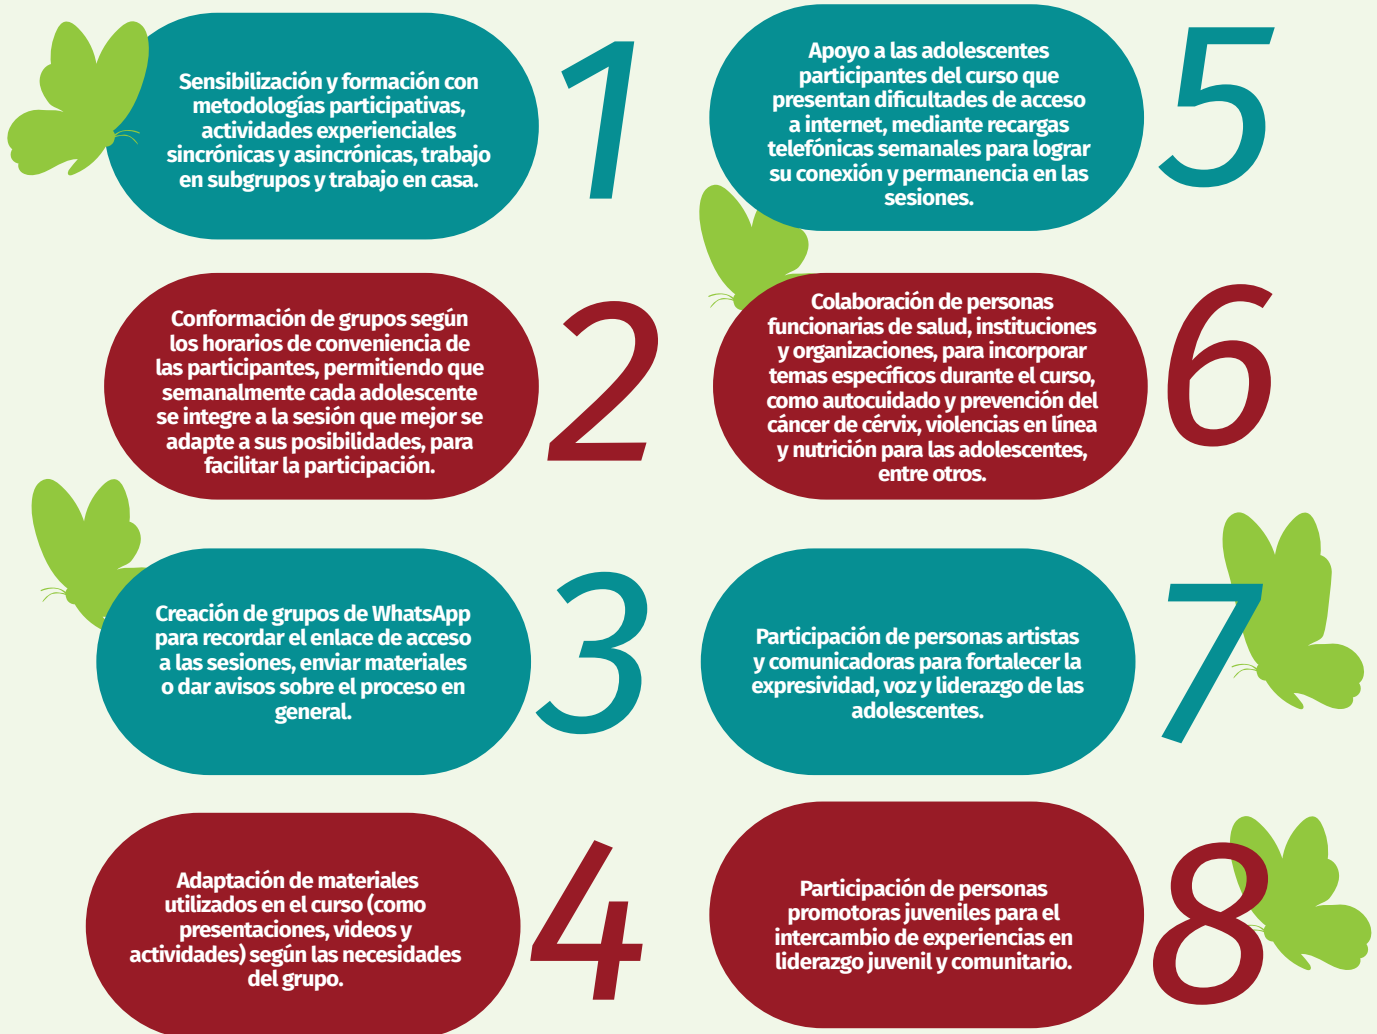 Sensibilización y formación con
metodologías participativas,
actividades experienciales
sincrónicas y asincrónicas, trabajo
en subgrupos y trabajo en casa.
1
Conformación de grupos según
los horarios de conveniencia de
las participantes, permitiendo que
semanalmente cada adolescente
se integre a la sesión que mejor se
adapte a sus posibilidades, para
facilitar la participación.
2
Creación de grupos de WhatsApp
para recordar el enlace de acceso
a las sesiones, enviar materiales
o dar avisos sobre el proceso en
general.
3
Adaptación de materiales
utilizados en el curso (como
presentaciones, videos y
actividades) según las necesidades
del grupo.
4
Apoyo a las adolescentes
participantes del curso que
presentan dificultades de acceso
a internet, mediante recargas
telefónicas semanales para lograr
su conexión y permanencia en las
sesiones.
5
Colaboración de personas
funcionarias de salud, instituciones
y organizaciones, para incorporar
temas específicos durante el curso,
como autocuidado y prevención del
cáncer de cérvix, violencias en línea
y nutrición para las adolescentes,
entre otros.
6
Participación de personas artistas
y comunicadoras para fortalecer la
expresividad, voz y liderazgo de las
adolescentes.
7
Participación de personas
promotoras juveniles para el
intercambio de experiencias en
liderazgo juvenil y comunitario.
8